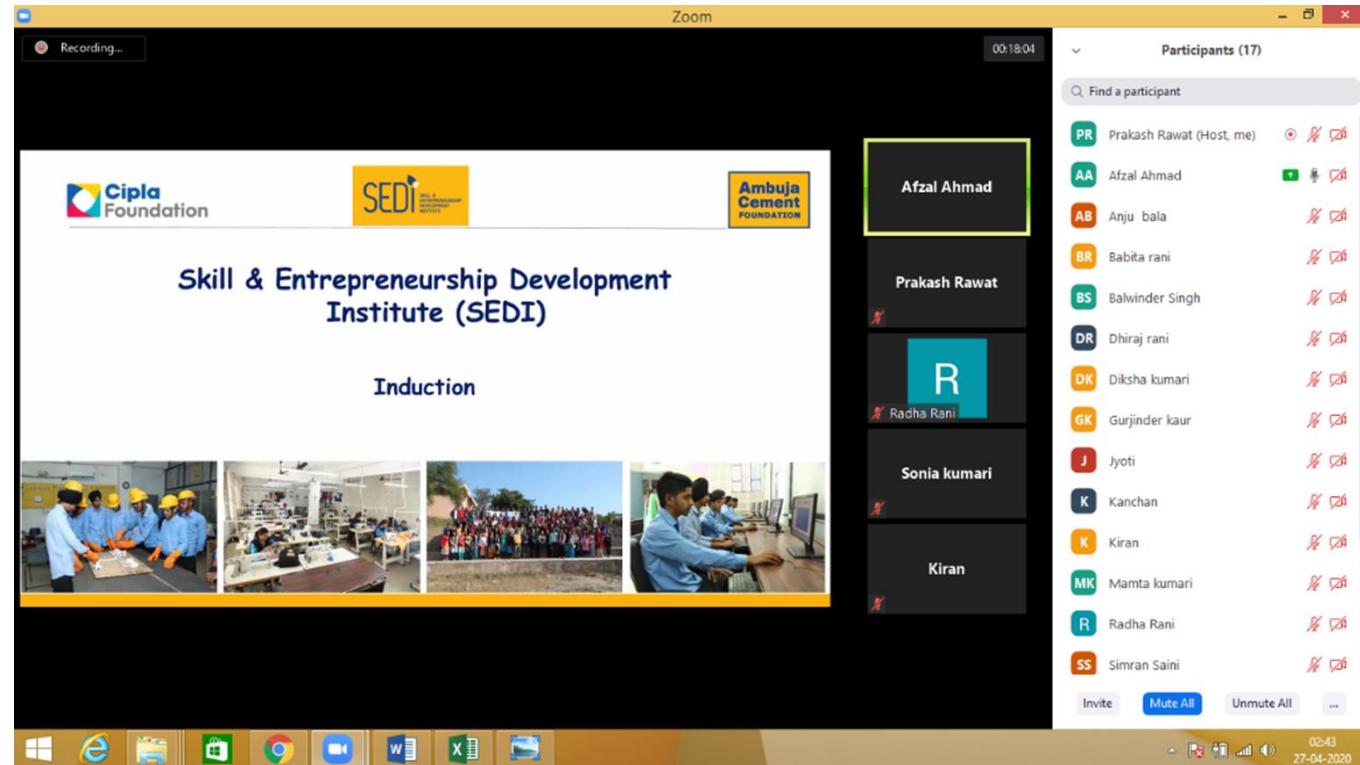 Zoom
Recording...
00:18:04
Cipla
Foundation
SEDI
SKILL &
ENTREPRENEURSHIP
DEVELOPMENT
INSTITUTE
Ambuja
Cement
FOUNDATION
Skill & Entrepreneurship Development
Institute (SEDI)
Induction
Afzal Ahmad
Prakash Rawat
R
Radha Rani
Sonia kumari
Kiran
Participants (17)
Find a participant
PR Prakash Rawat (Host, me)
AA Afzal Ahmad
AB Anju bala
BR Babita rani
BS Balwinder Singh
DR Dhiraj rani
DK Diksha kumari
GK Gurjinder kaur
J Jyoti
K Kanchan
K Kiran
MK Mamta kumari
R Radha Rani
SS Simran Saini
Invite Mute All Unmute All ...
02:43
27-04-2020